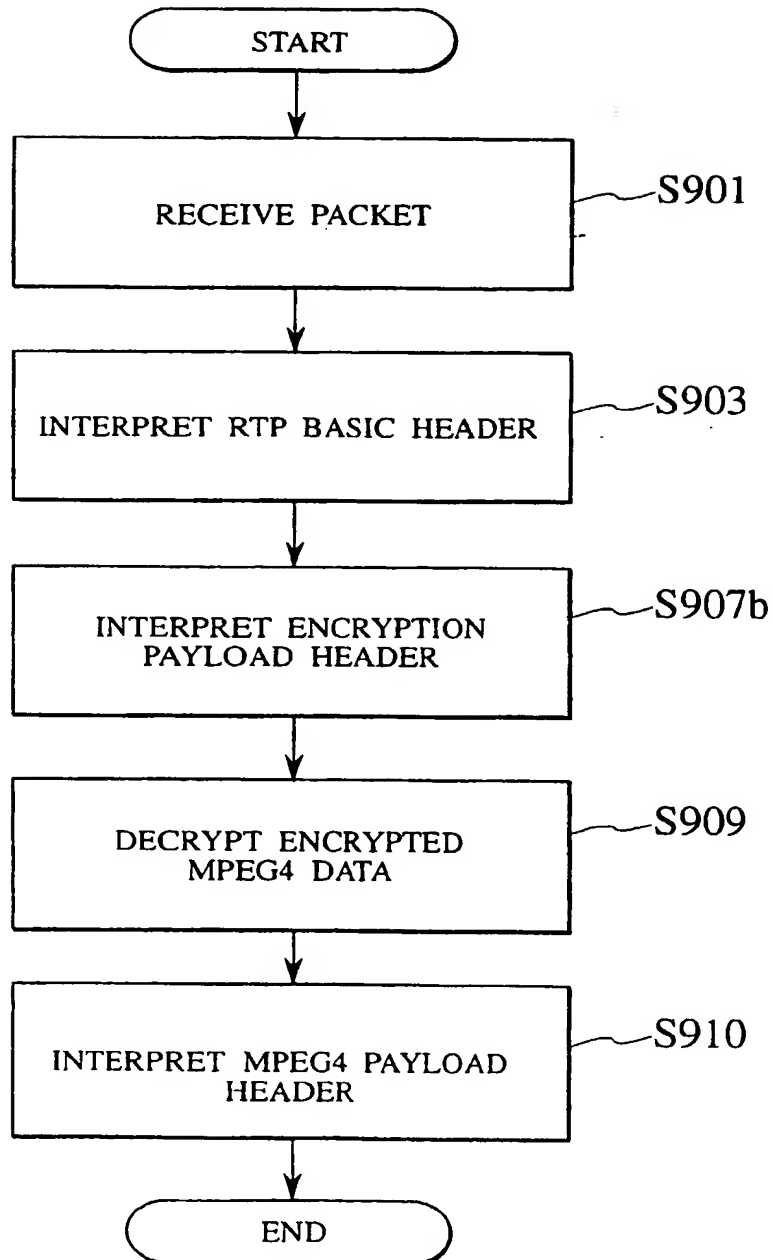 START
RECEIVE PACKET
S901
INTERPRET RTP BASIC HEADER
S903
INTERPRET ENCRYPTION
PAYLOAD HEADER
S907b
DECRYPT ENCRYPTED
MPEG4 DATA
S909
INTERPRET MPEG4 PAYLOAD
HEADER
S910
END